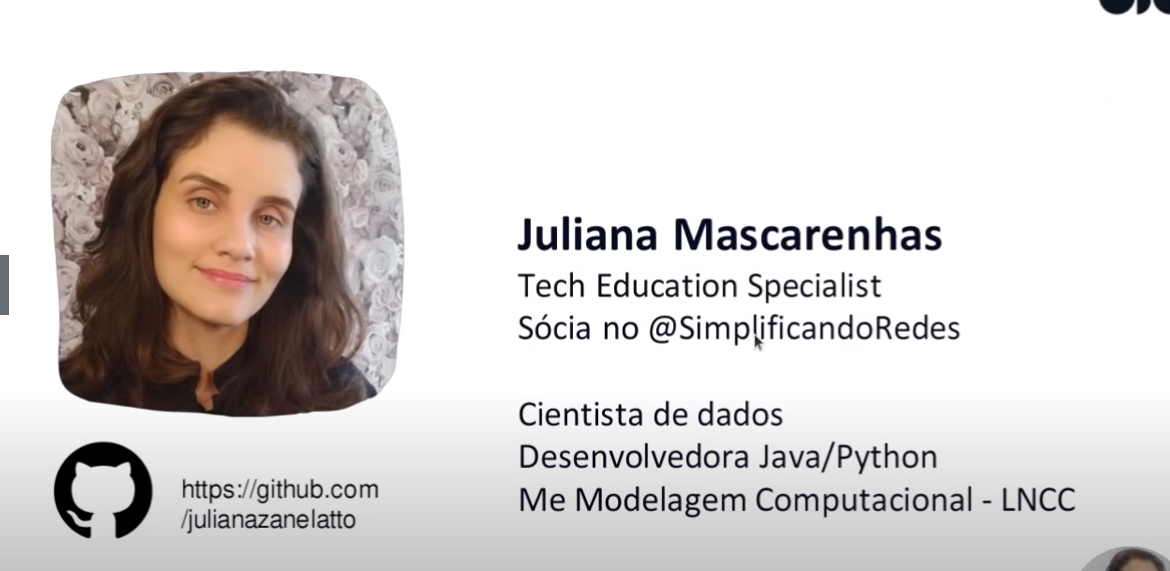 Juliana Mascarenhas
Tech Education Specialist
Sócia no @SimplificandoRedes
Cientista de dados
Desenvolvedora Java/Python
Me Modelagem Computacional - LNCC
https://github.com
/julianazanelatto